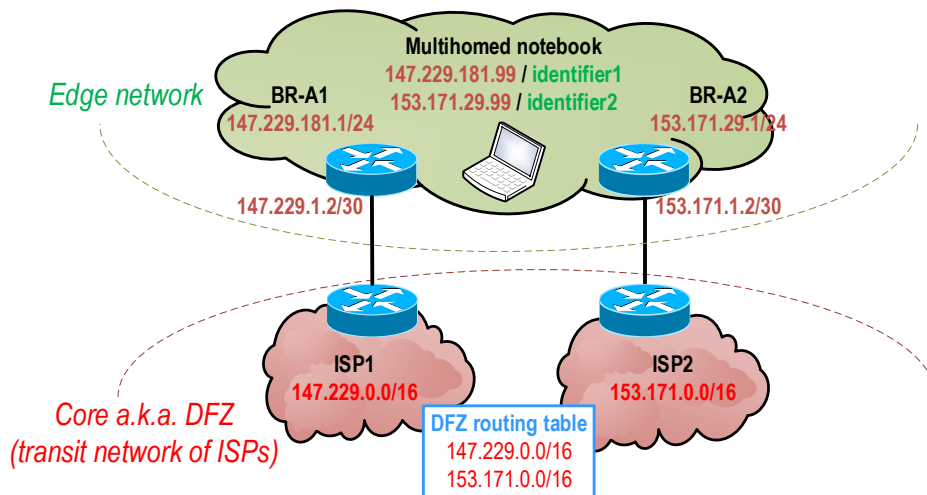 Multihomed notebook
147.229.181.99 / identifier1
153.171.29.99 / identifier2
Edge network
BR-A1
147.229.181.1/24
BR-A2
153.171.29.1/24
147.229.1.2/30
153.171.1.2/30
ISP1
147.229.0.0/16
ISP2
153.171.0.0/16
Core a.k.a. DFZ
(transit network of ISPs)
DFZ routing table
147.229.0.0/16
153.171.0.0/16